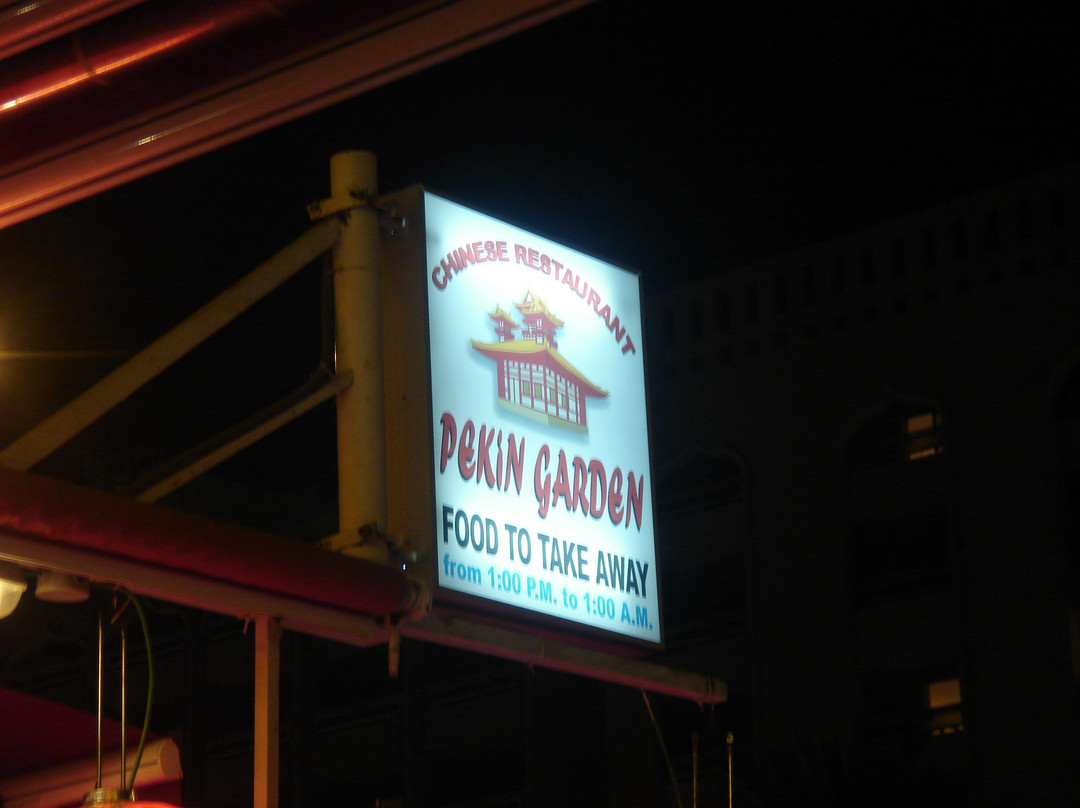 CHINESE RESTAURANT
PEKiN GARDEN
FOOD TO TAKE AWAY
from 1:00 P.M. to 1:00 A.M.